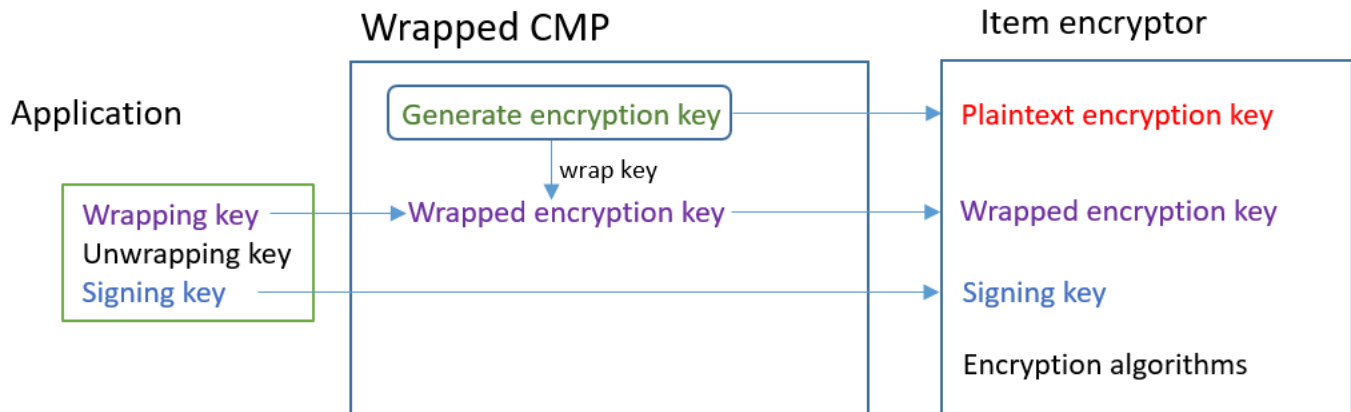 Wrapped CMP
Item encryptor
Application
Generate encryption key
Plaintext encryption key
wrap key
Wrapping key
Wrapped encryption key
Wrapped encryption key
Unwrapping key
Signing key
Signing key
Encryption algorithms